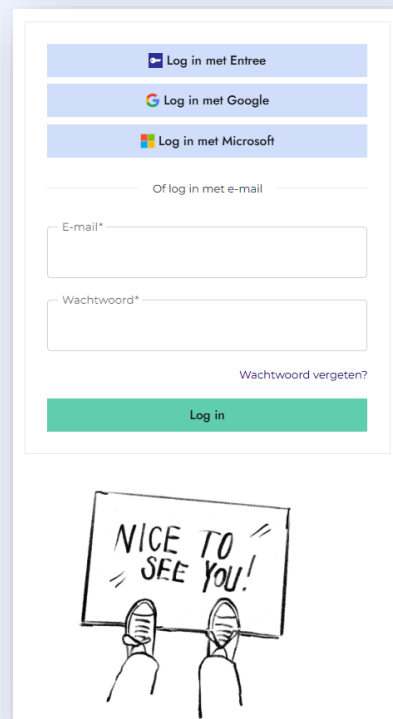 Log in met Entree
Log in met Google
Log in met Microsoft
Of log in met e-mail
E-mail*
Wachtwoord*
Wachtwoord vergeten?
Log in
NICE TO
SEE YOU!